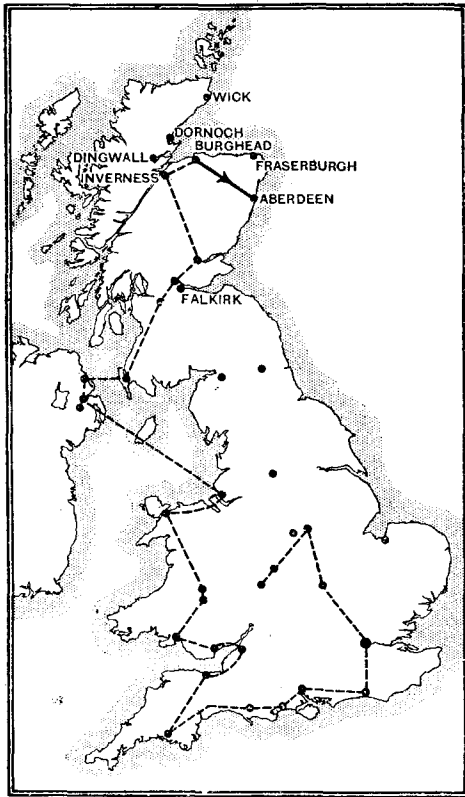 WICK
DORNOCH
BURGHEAD
DINGWALL
FRASERBURGH
INVERNESS
ABERDEEN
FALKIRK